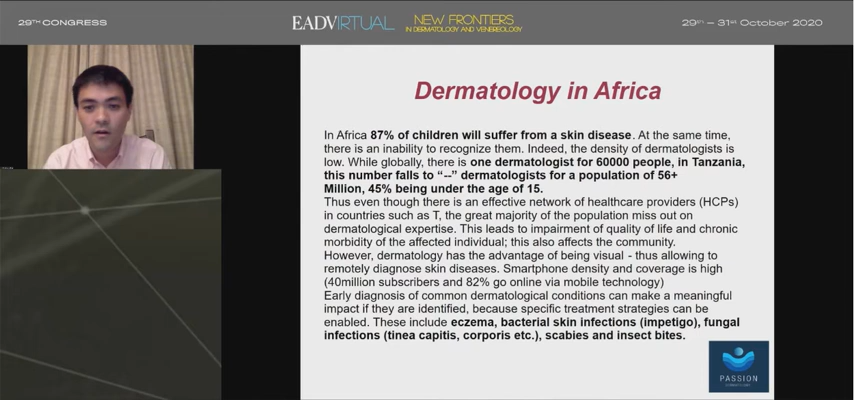 29TH CONGRESS
EADVIRTUAL
NEW FRONTIERS
IN DERMATOLOGY AND VENEREOLOGY
29th – 31st October 2020
Dermatology in Africa
In Africa 87% of children will suffer from a skin disease. At the same time,
there is an inability to recognize them. Indeed, the density of dermatologists is
low. While globally, there is one dermatologist for 60000 people, in Tanzania,
this number falls to “--” dermatologists for a population of 56+
Million, 45% being under the age of 15.
Thus even though there is an effective network of healthcare providers (HCPs)
in countries such as T, the great majority of the population miss out on
dermatological expertise. This leads to impairment of quality of life and chronic
morbidity of the affected individual; this also affects the community.
However, dermatology has the advantage of being visual - thus allowing to
remotely diagnose skin diseases. Smartphone density and coverage is high
(40million subscribers and 82% go online via mobile technology)
Early diagnosis of common dermatological conditions can make a meaningful
impact if they are identified, because specific treatment strategies can be
enabled. These include eczema, bacterial skin infections (impetigo), fungal
infections (tinea capitis, corporis etc.), scabies and insect bites.
PASSION